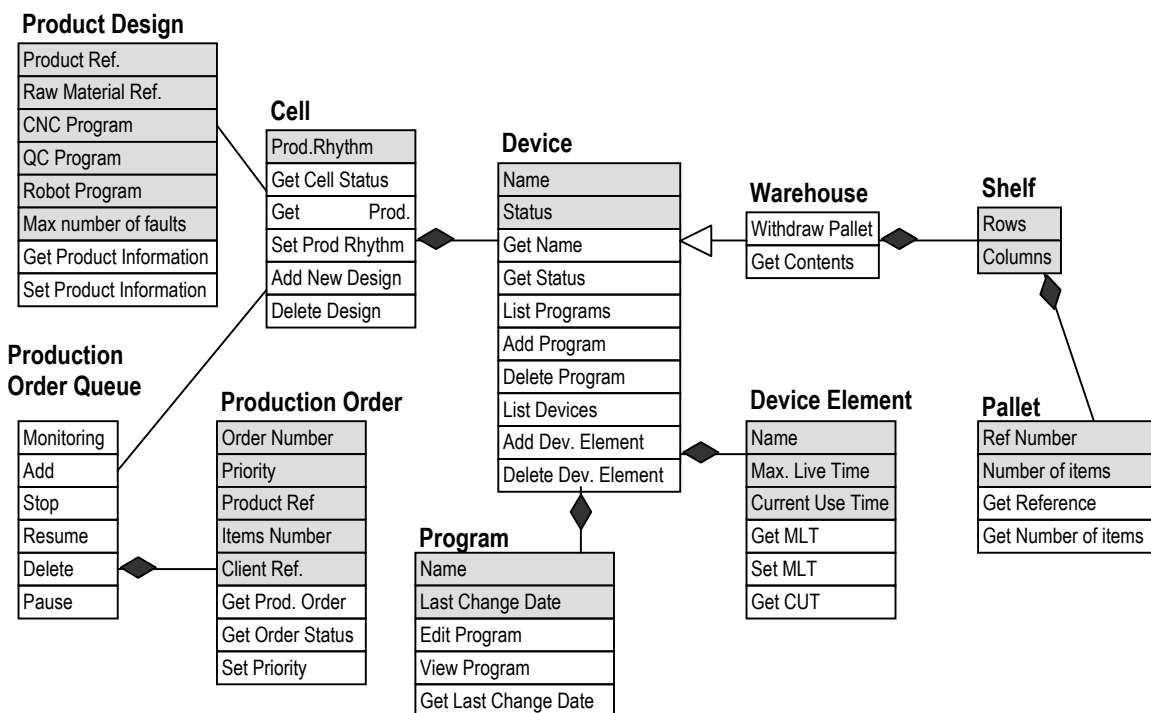 Product Design
Product Ref.
Raw Material Ref.
CNC Program
QC Program
Robot Program
Max number of faults
Get Product Information
Set Product Information
Cell
Prod.Rhythm
Get Cell Status
Get Prod.
Set Prod Rhythm
Add New Design
Delete Design
Device
Name
Status
Get Name
Get Status
List Programs
Add Program
Delete Program
List Devices
Add Dev. Element
Delete Dev. Element
Warehouse
Withdraw Pallet
Get Contents
Shelf
Rows
Columns
Production
Order Queue
Monitoring
Add
Stop
Resume
Delete
Pause
Production Order
Order Number
Priority
Product Ref
Items Number
Client Ref.
Get Prod. Order
Get Order Status
Set Priority
Program
Name
Last Change Date
Edit Program
View Program
Get Last Change Date
Device Element
Name
Max. Live Time
Current Use Time
Get MLT
Set MLT
Get CUT
Pallet
Ref Number
Number of items
Get Reference
Get Number of items